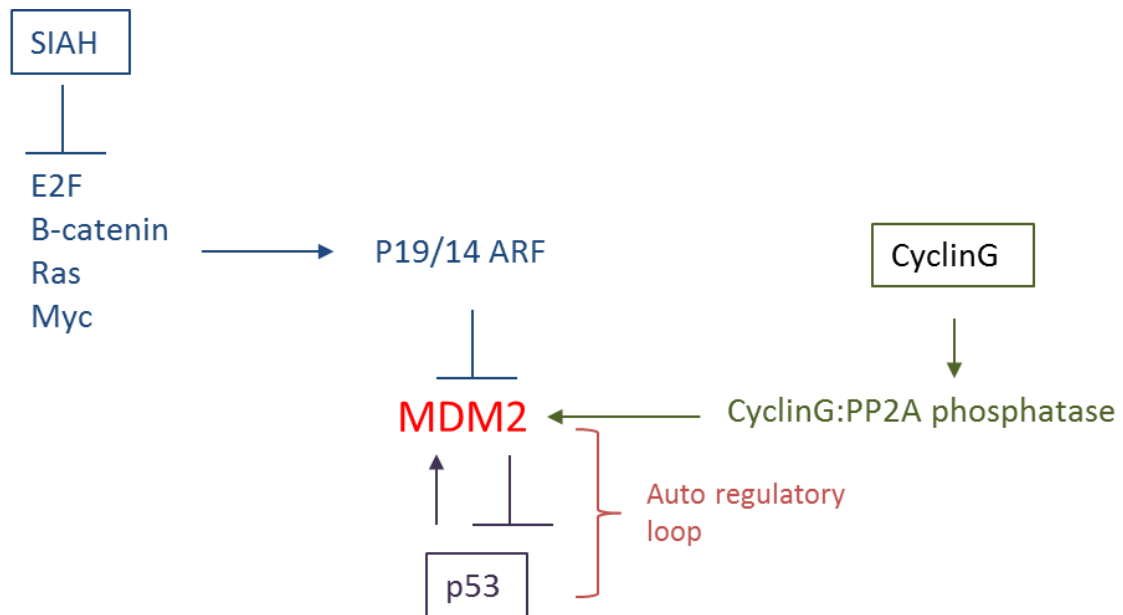 SIAH
E2F
B-catenin
Ras
Myc
P19/14 ARF
CyclinG
MDM2
CyclinG:PP2A phosphatase
Auto regulatory
loop
p53